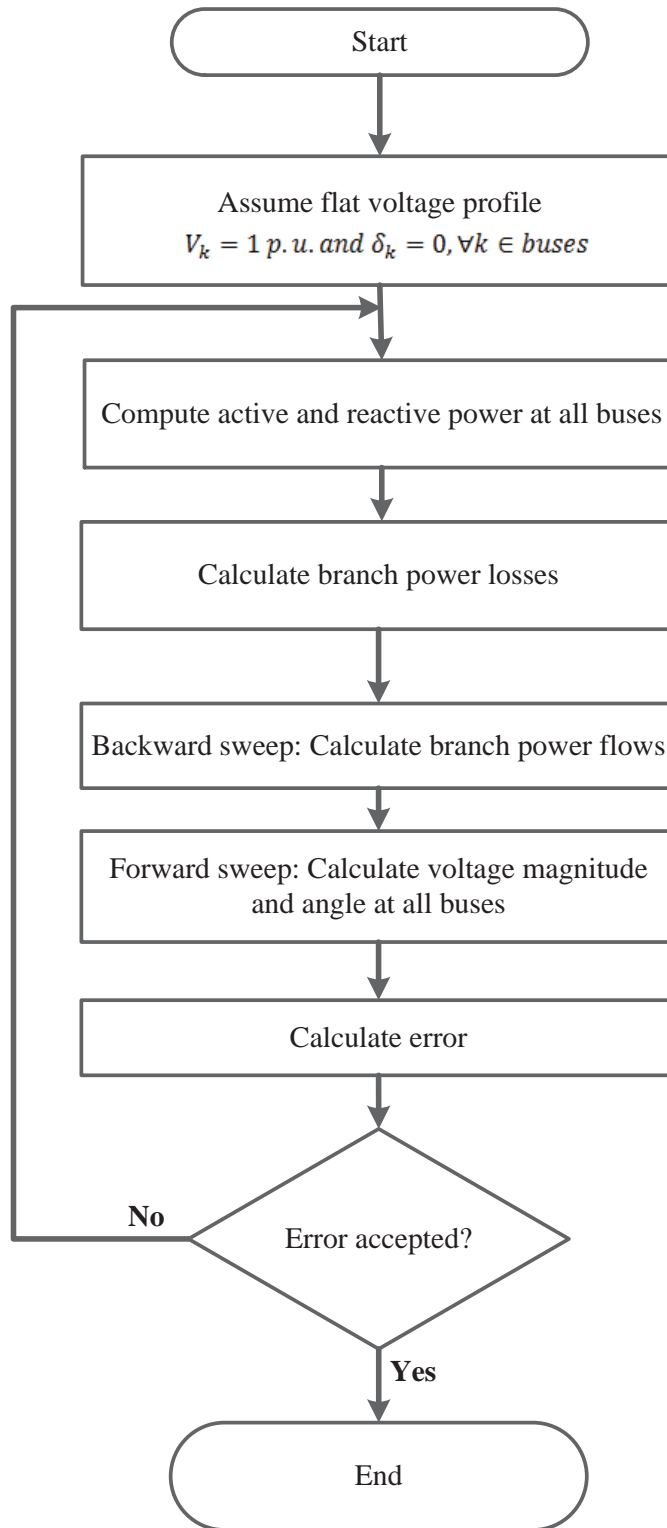 Start
Assume flat voltage profile
V_k = 1 p.u. and δ_k = 0, ∀k ∈ buses
Compute active and reactive power at all buses
Calculate branch power losses
Backward sweep: Calculate branch power flows
Forward sweep: Calculate voltage magnitude
and angle at all buses
Calculate error
No
Error accepted?
Yes
End